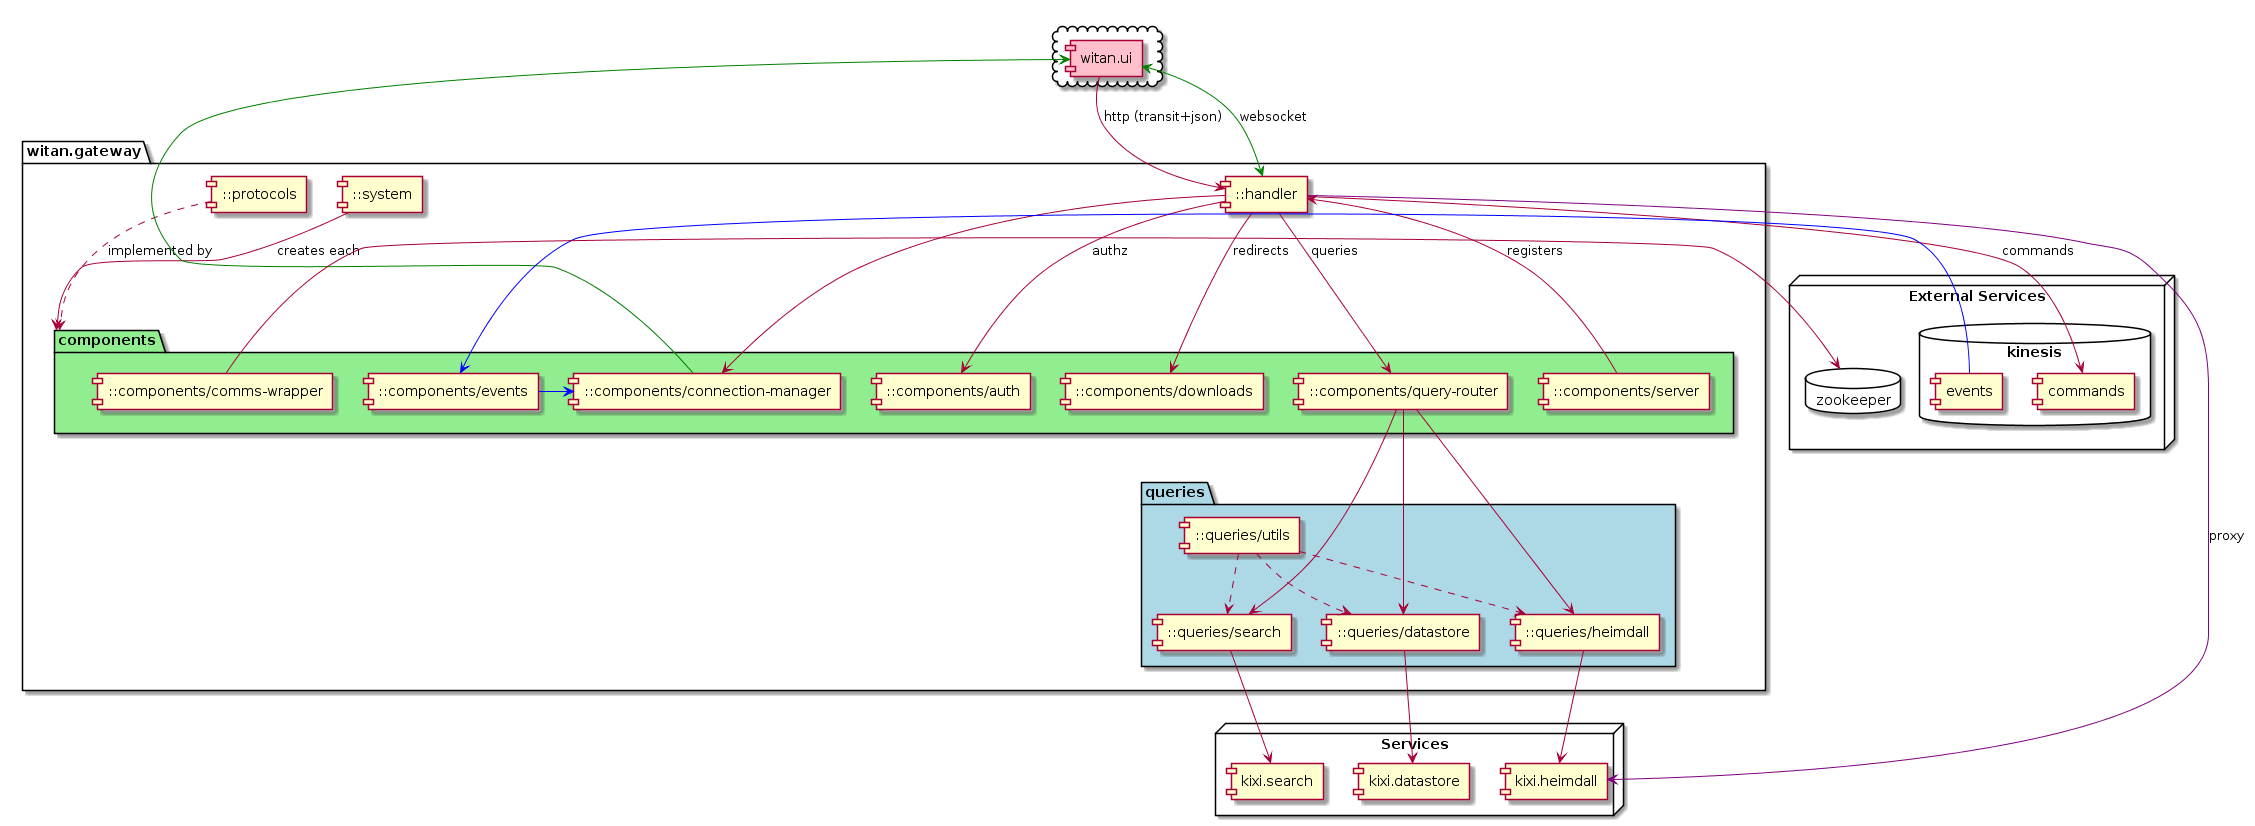 witan.ui
http (transit+json)
websocket
witan.gateway
::protocols
::system
::handler
implemented by
creates each
authz
redirects
queries
registers
commands
External Services
components
kinesis
::components/comms-wrapper
::components/events
::components/connection-manager
::components/auth
::components/downloads
::components/query-router
::components/server
zookeeper
events
commands
queries
::queries/utils
proxy
::queries/search
::queries/datastore
::queries/heimdall
Services
kixi.search
kixi.datastore
kixi.heimdall